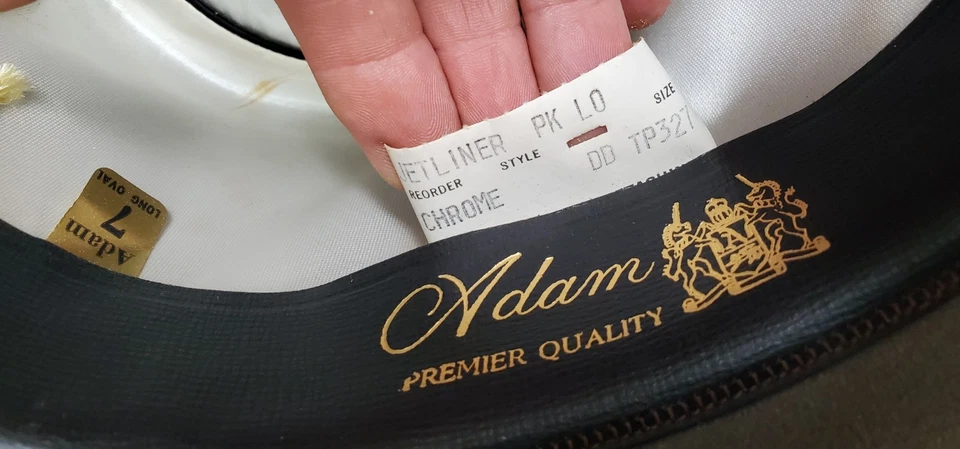 JETLINER PK LO SIZE
REORDER STYLE DD TP327
CHROME
Adam
7
LONG OVAL
Adam
PREMIER QUALITY